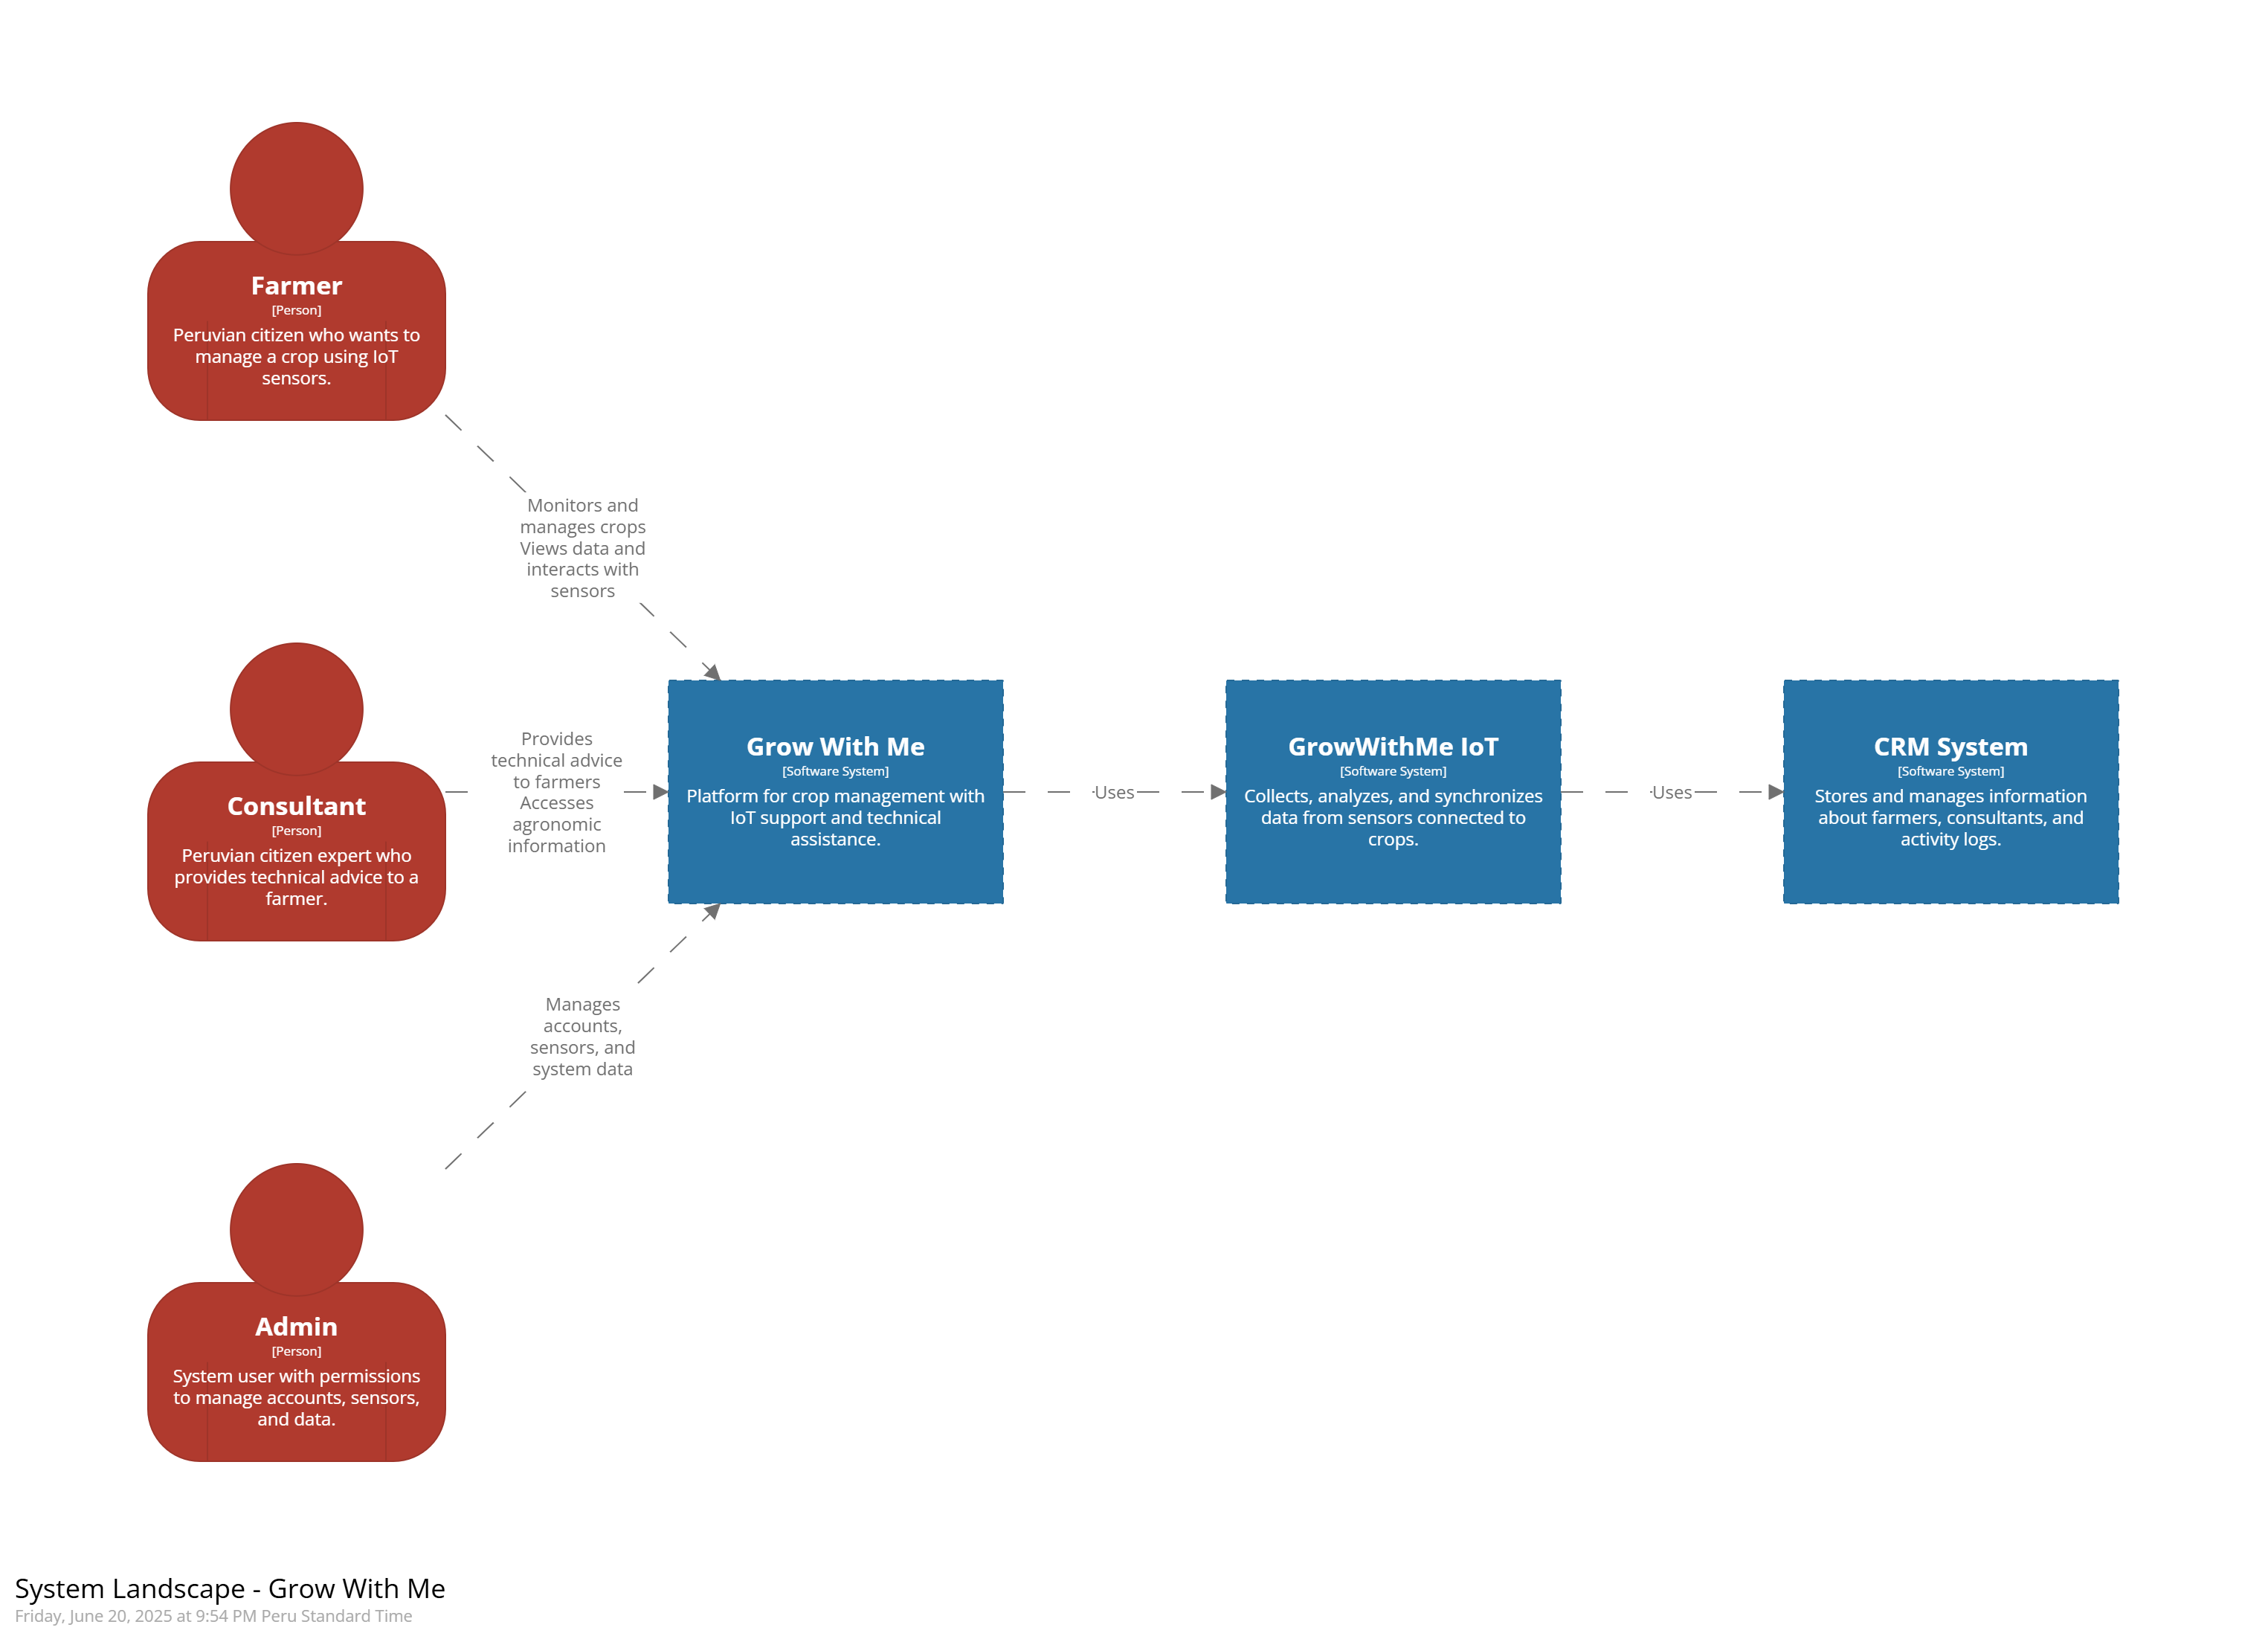 Farmer
[Person]
Peruvian citizen who wants to
manage a crop using IoT
sensors.
Monitors and
manages crops
Views data and
interacts with
sensors
Consultant
[Person]
Peruvian citizen expert who
provides technical advice to a
farmer.
Provides
technical advice
to farmers
Accesses
agronomic
information
Grow With Me
[Software System]
Platform for crop management with
IoT support and technical
assistance.
Uses
GrowWithMe IoT
[Software System]
Collects, analyzes, and synchronizes
data from sensors connected to
crops.
Uses
CRM System
[Software System]
Stores and manages information
about farmers, consultants, and
activity logs.
Manages
accounts,
sensors, and
system data
Admin
[Person]
System user with permissions
to manage accounts, sensors,
and data.
System Landscape - Grow With Me
Friday, June 20, 2025 at 9:54 PM Peru Standard Time